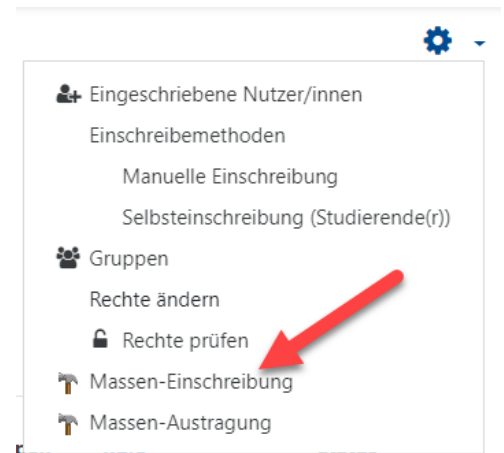 Eingeschriebene Nutzer/innen
Einschreibemethoden
Manuelle Einschreibung
Selbsteinschreibung (Studierende(r))
Gruppen
Rechte ändern
Rechte prüfen
Massen-Einschreibung
Massen-Austragung